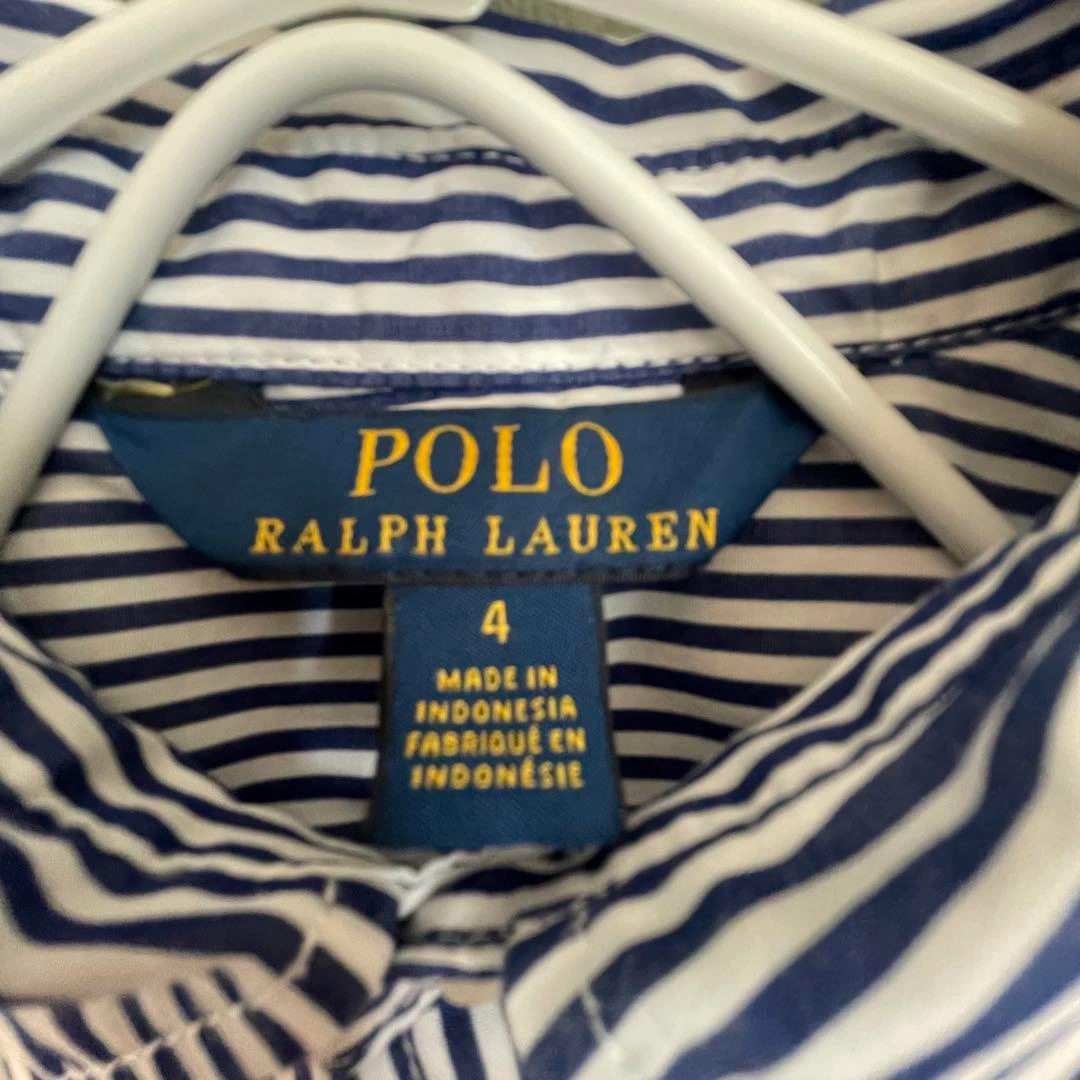 POLO
RALPH LAUREN
4
MADE IN
INDONESIA
FABRIQUÉ EN
INDONÉSIE